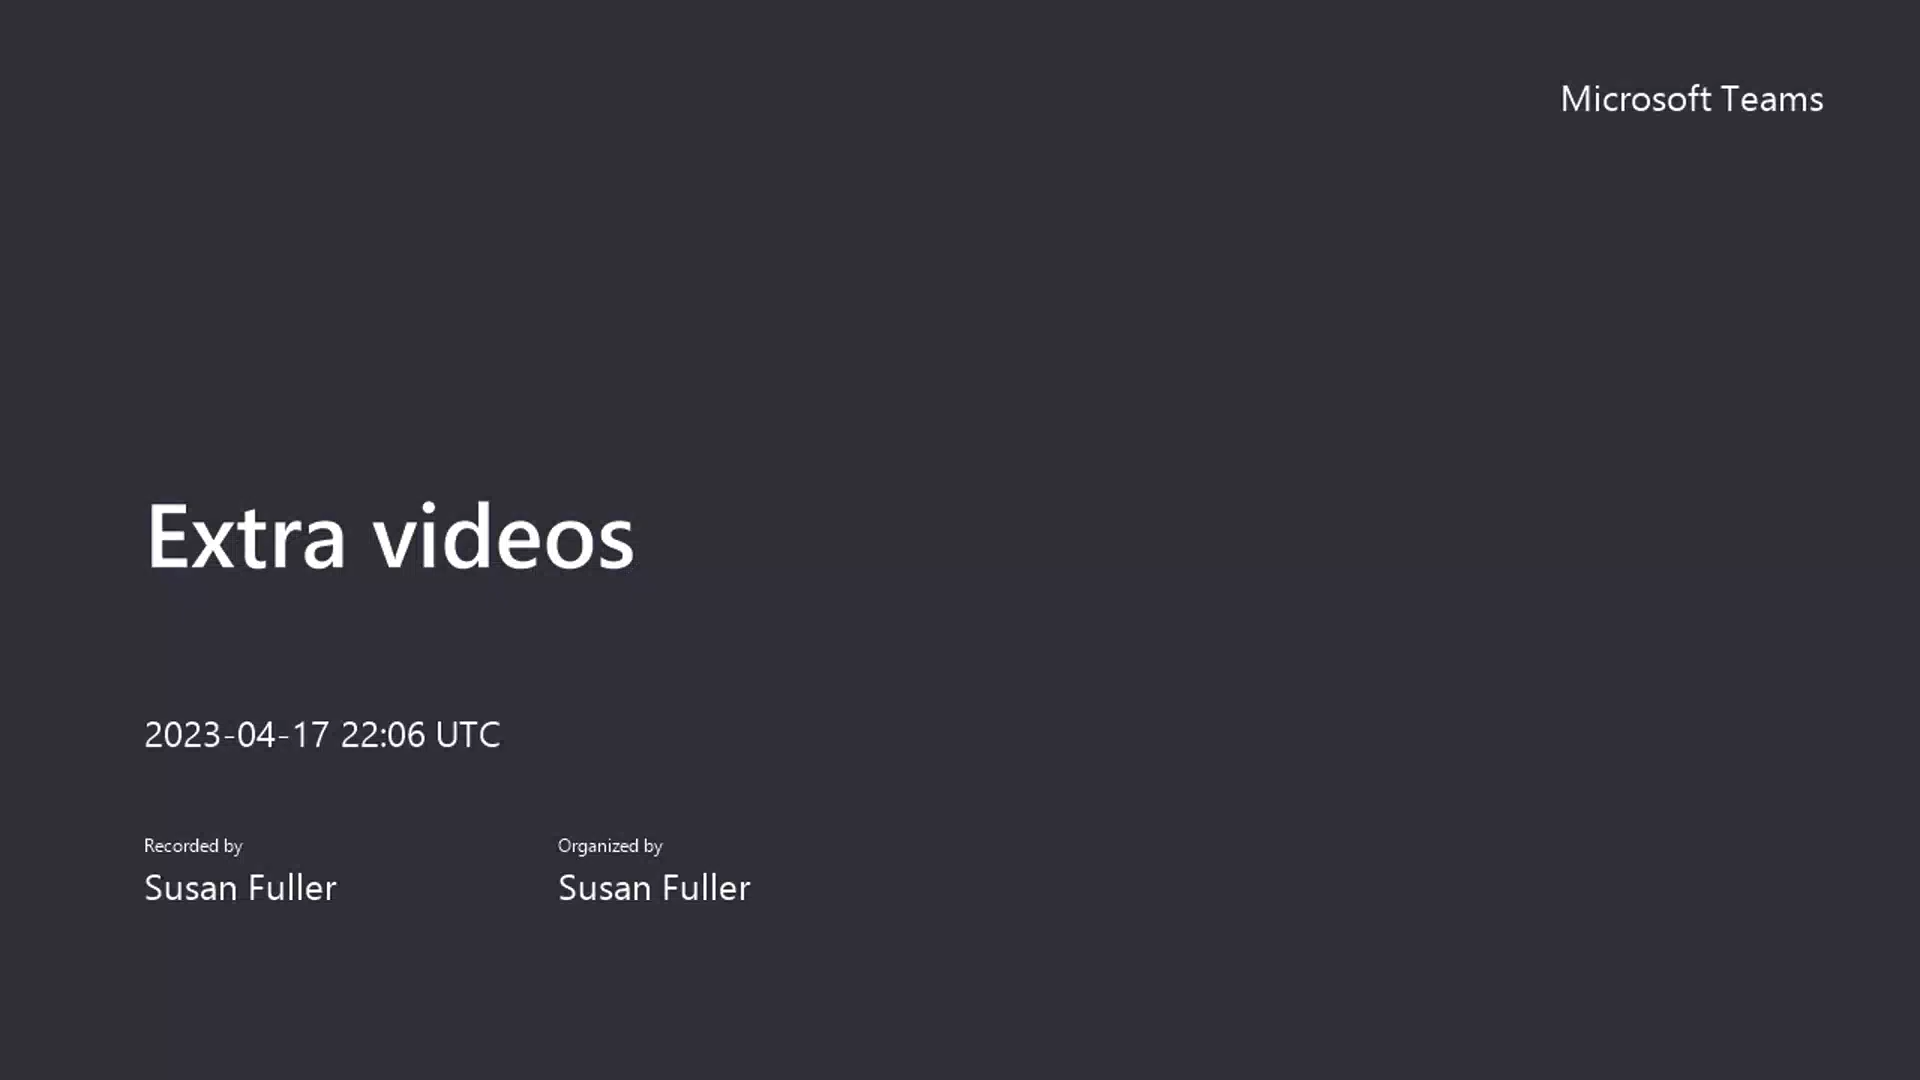 Microsoft Teams
Extra videos
2023-04-17 22:06 UTC
Recorded by
Susan Fuller
Organized by
Susan Fuller